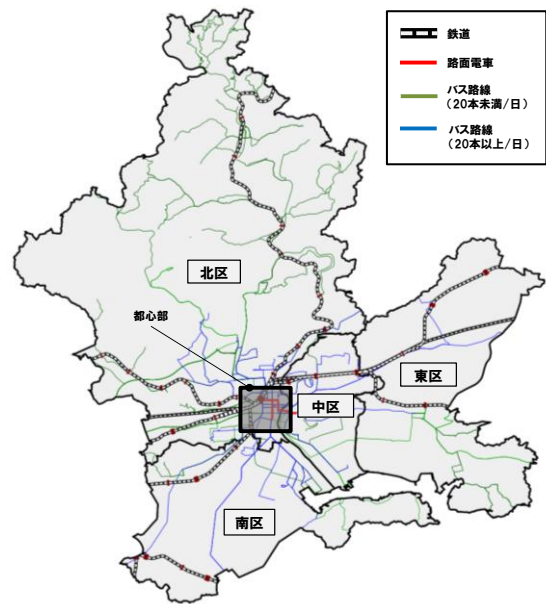 鉄道
路面電車
バス路線
（20本未満/日）
バス路線
（20本以上/日）
北区
都心部
東区
中区
南区